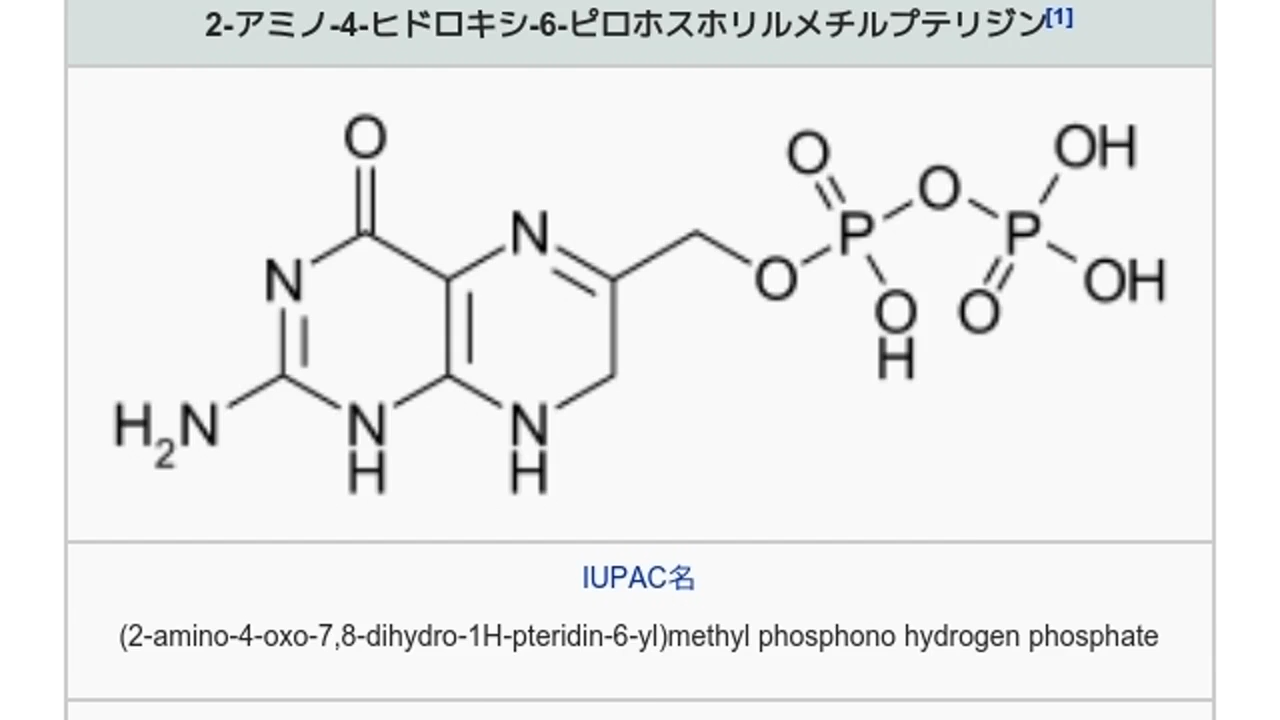 2-アミノ-4-ヒドロキシ-6-ピロホスホリルメチルプテリジン[1]
O
O
OH
N
P
O
P
N
O
OH
O
O
H
H2N
N
H
N
H
IUPAC名
(2-amino-4-oxo-7,8-dihydro-1H-pteridin-6-yl)methyl phosphono hydrogen phosphate